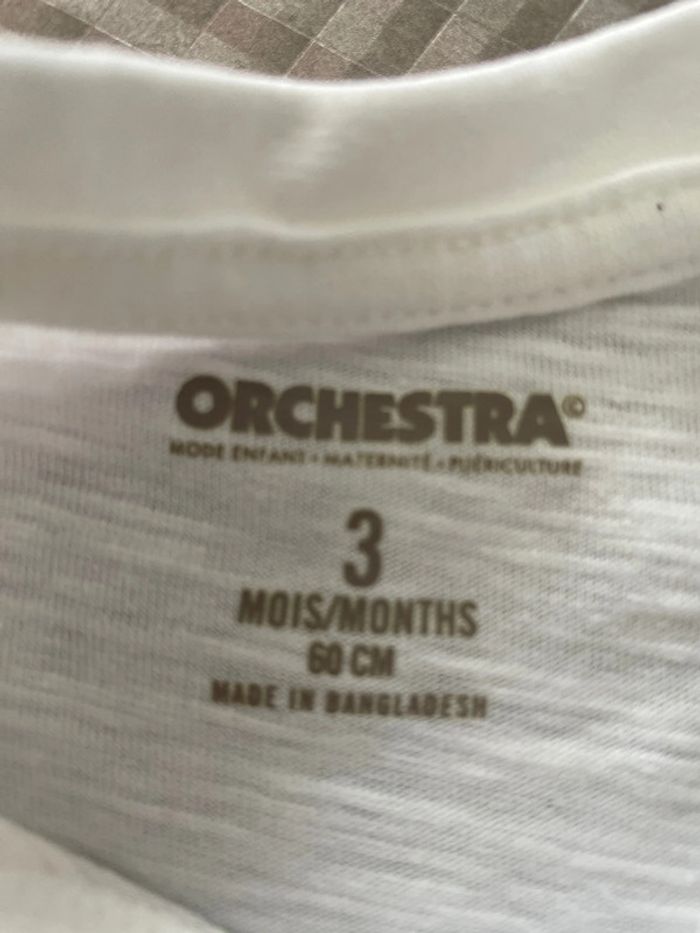 ORCHESTRA©
MODE ENFANT • MATERNITÉ • PUÉRICULTURE
3
MOIS/MONTHS
60 CM
MADE IN BANGLADESH